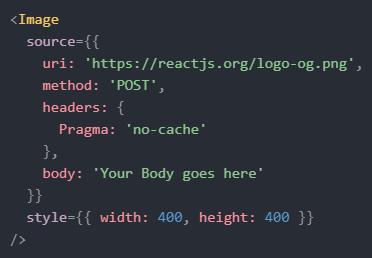 <Image
  source={{
    uri: 'https://reactjs.org/logo-og.png',
    method: 'POST',
    headers: {
      Pragma: 'no-cache'
    },
    body: 'Your Body goes here'
  }}
  style={{ width: 400, height: 400 }}
/>